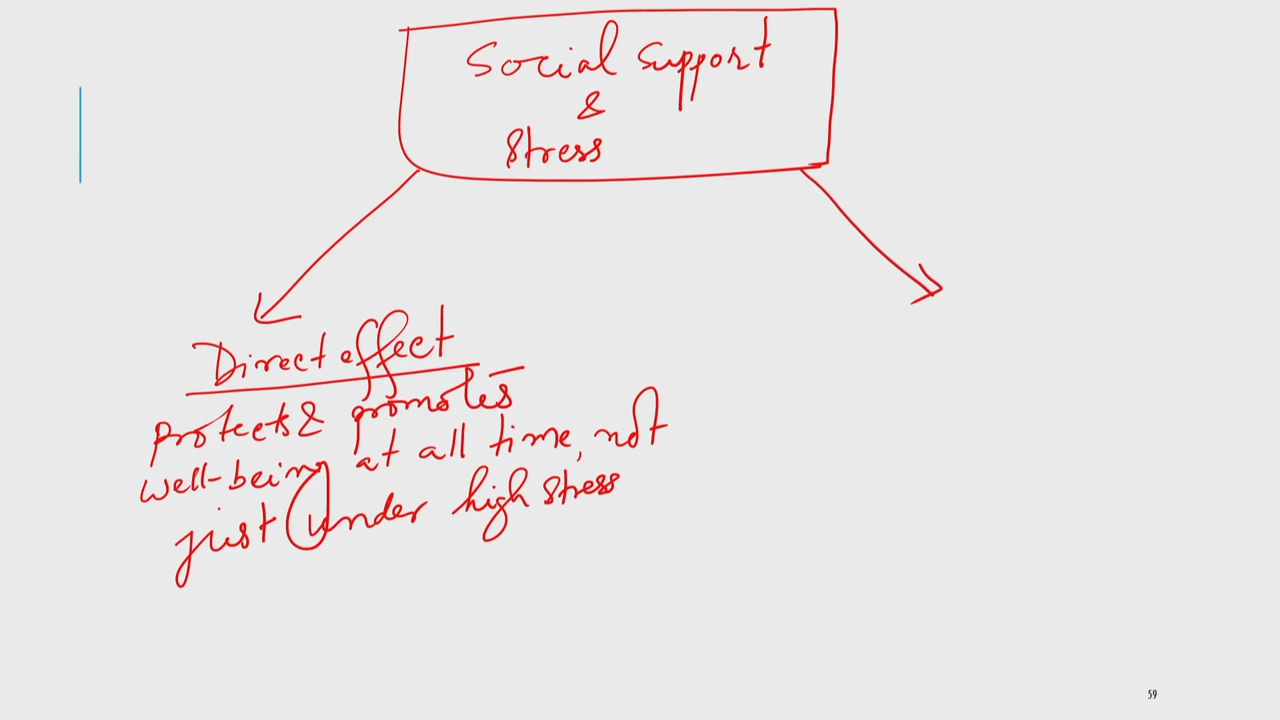 Social support
&
stress
Direct effect
protects & promotes
well-being at all time, not
just under high stress
59